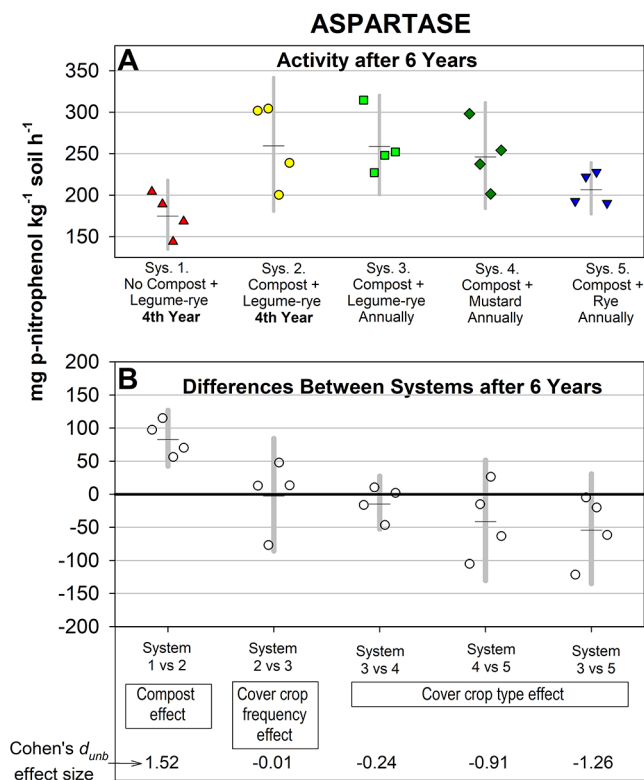 ASPARTASE
A
Activity after 6 Years
mg p-nitrophenol kg⁻¹ soil h⁻¹
350
300
250
200
150
Sys. 1.
No Compost +
Legume-rye
4th Year
Sys. 2.
Compost +
Legume-rye
4th Year
Sys. 3.
Compost +
Legume-rye
Annually
Sys. 4.
Compost +
Mustard
Annually
Sys. 5.
Compost +
Rye
Annually
B
Differences Between Systems after 6 Years
200
150
100
50
0
-50
-100
-150
-200
System
1 vs 2
System
2 vs 3
System
3 vs 4
System
4 vs 5
System
3 vs 5
Compost
effect
Cover crop
frequency
effect
Cover crop type effect
Cohen's d_unb
effect size
1.52
-0.01
-0.24
-0.91
-1.26